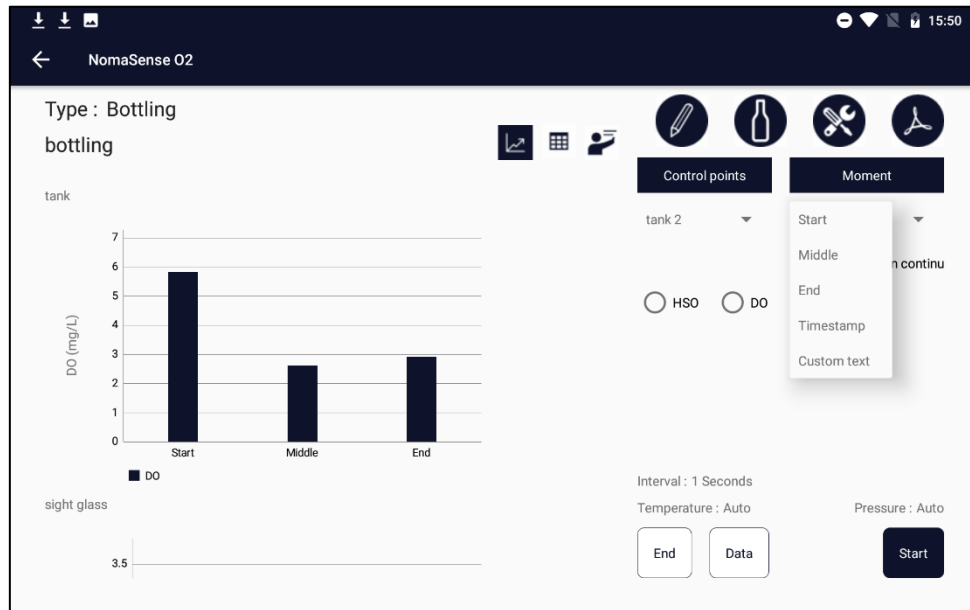 15:50
NomaSense O2
Type : Bottling
bottling
tank
7
6
5
4
3
2
1
0
DO (mg/L)
Start Middle End
DO
sight glass
3.5
Control points Moment
tank 2 Start
Middle
n continu
End
HSO DO
Timestamp
Custom text
Interval : 1 Seconds
Temperature : Auto Pressure : Auto
End Data Start